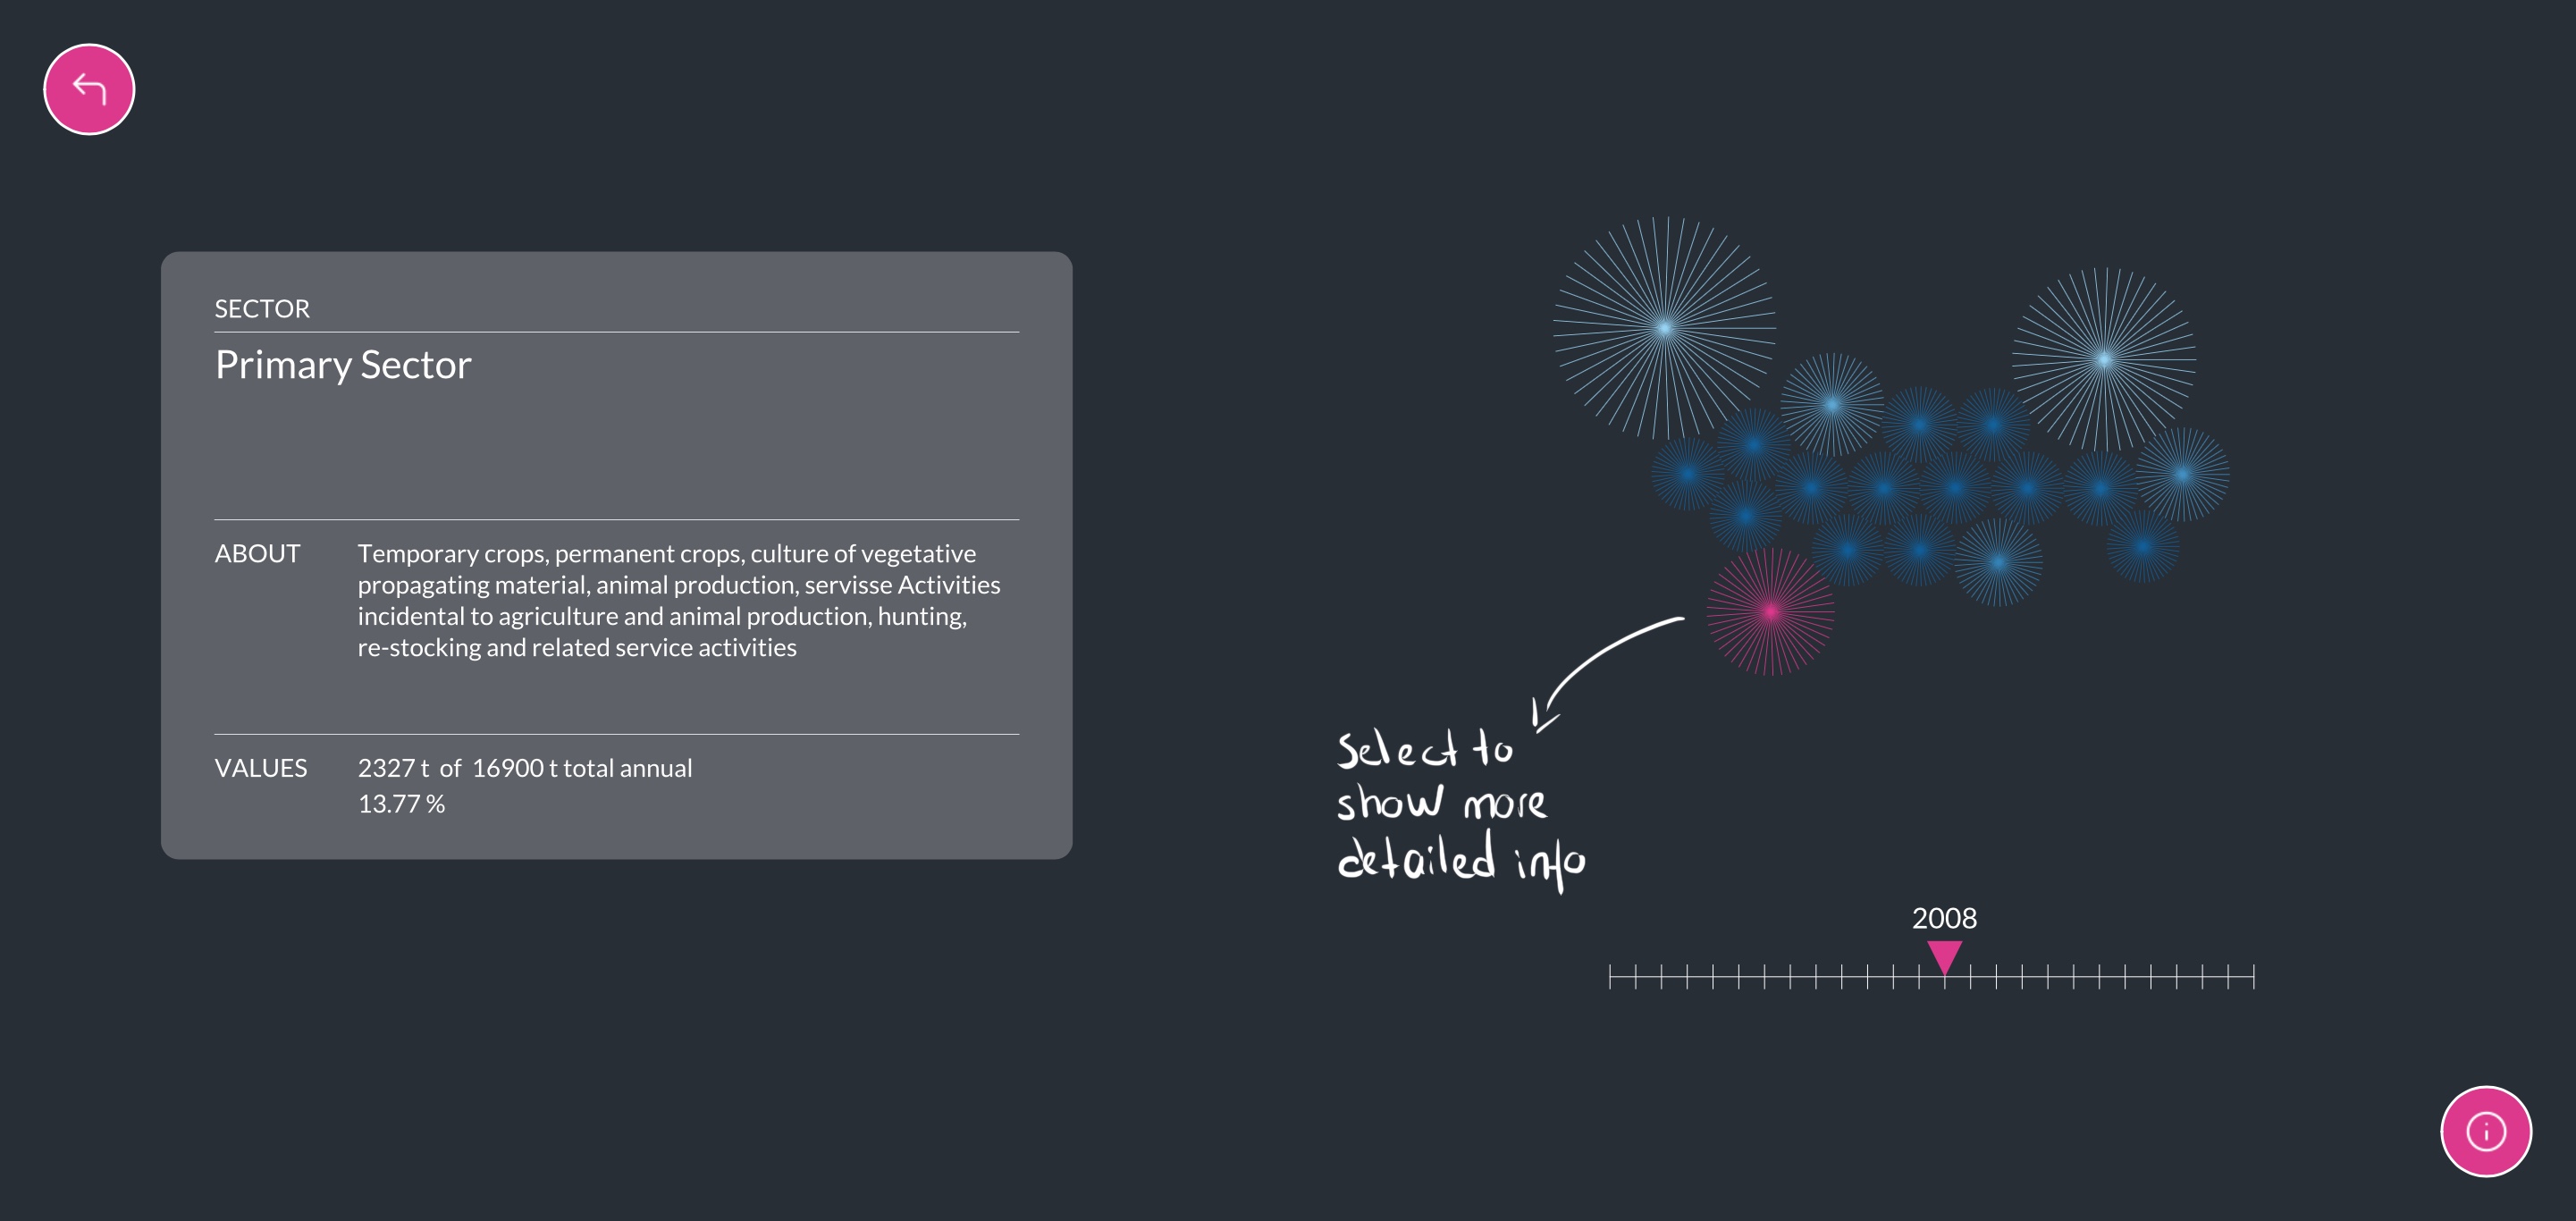 SECTOR
Primary Sector
ABOUT
Temporary crops, permanent crops, culture of vegetative
propagating material, animal production, servisse Activities
incidental to agriculture and animal production, hunting,
re-stocking and related service activities
VALUES
2327 t of 16900 t total annual
13.77 %
Select to
show more
detailed info
2008